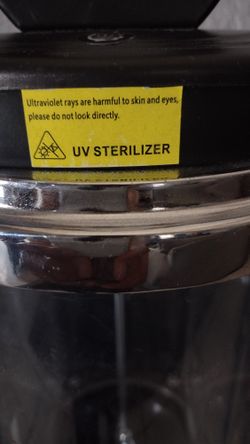 Ultraviolet rays are harmful to skin and eyes,
please do not look directly.
UV STERILIZER